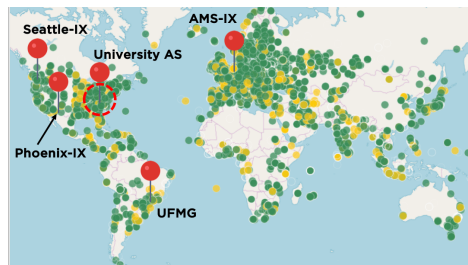 AMS-IX
Seattle-IX
University AS
Phoenix-IX
UFMG